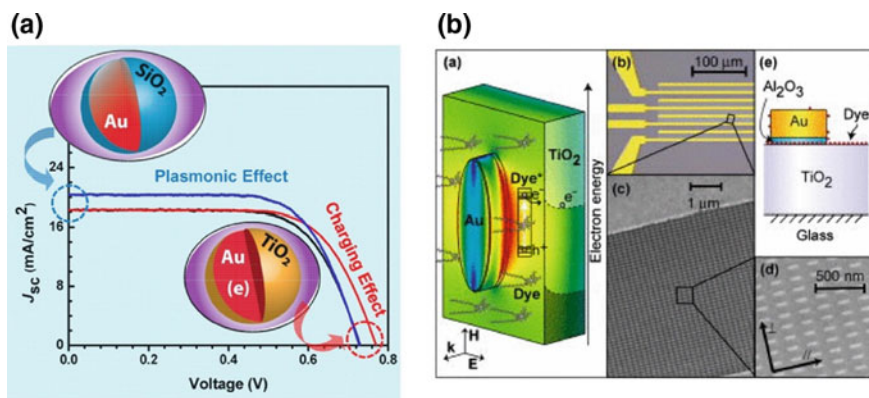 (a)
SiO₂
Au
Plasmonic Effect
Charging Effect
TiO₂
Au
(e)
24
16
8
0
0.0
0.2
0.4
0.6
0.8
J_SC (mA/cm²)
Voltage (V)
(b)
(a)
TiO₂
Dye*
e⁻
e⁻
Au
h⁺
Dye
H
k
E
Electron energy
(b)
100 µm
(c)
1 µm
(e)
Al₂O₃
Au
Dye
TiO₂
Glass
(d)
500 nm
⊥
//